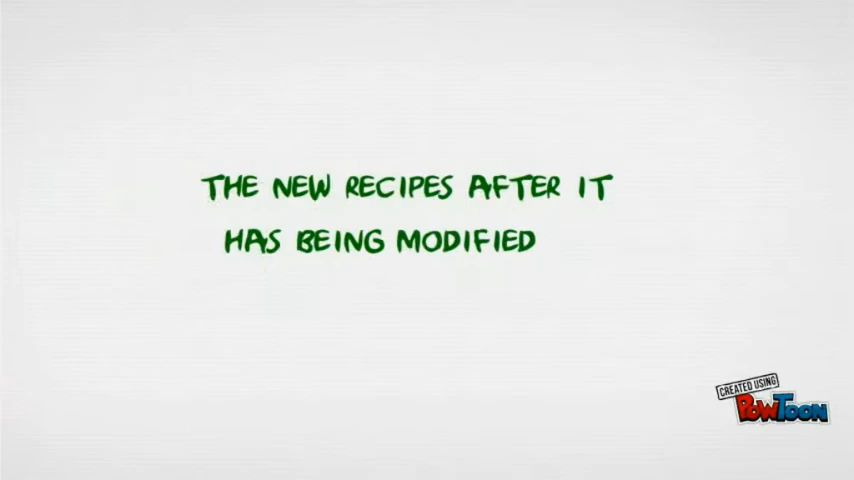 THE NEW RECIPES AFTER IT
HAS BEING MODIFIED
CREATED USING
POWTOON